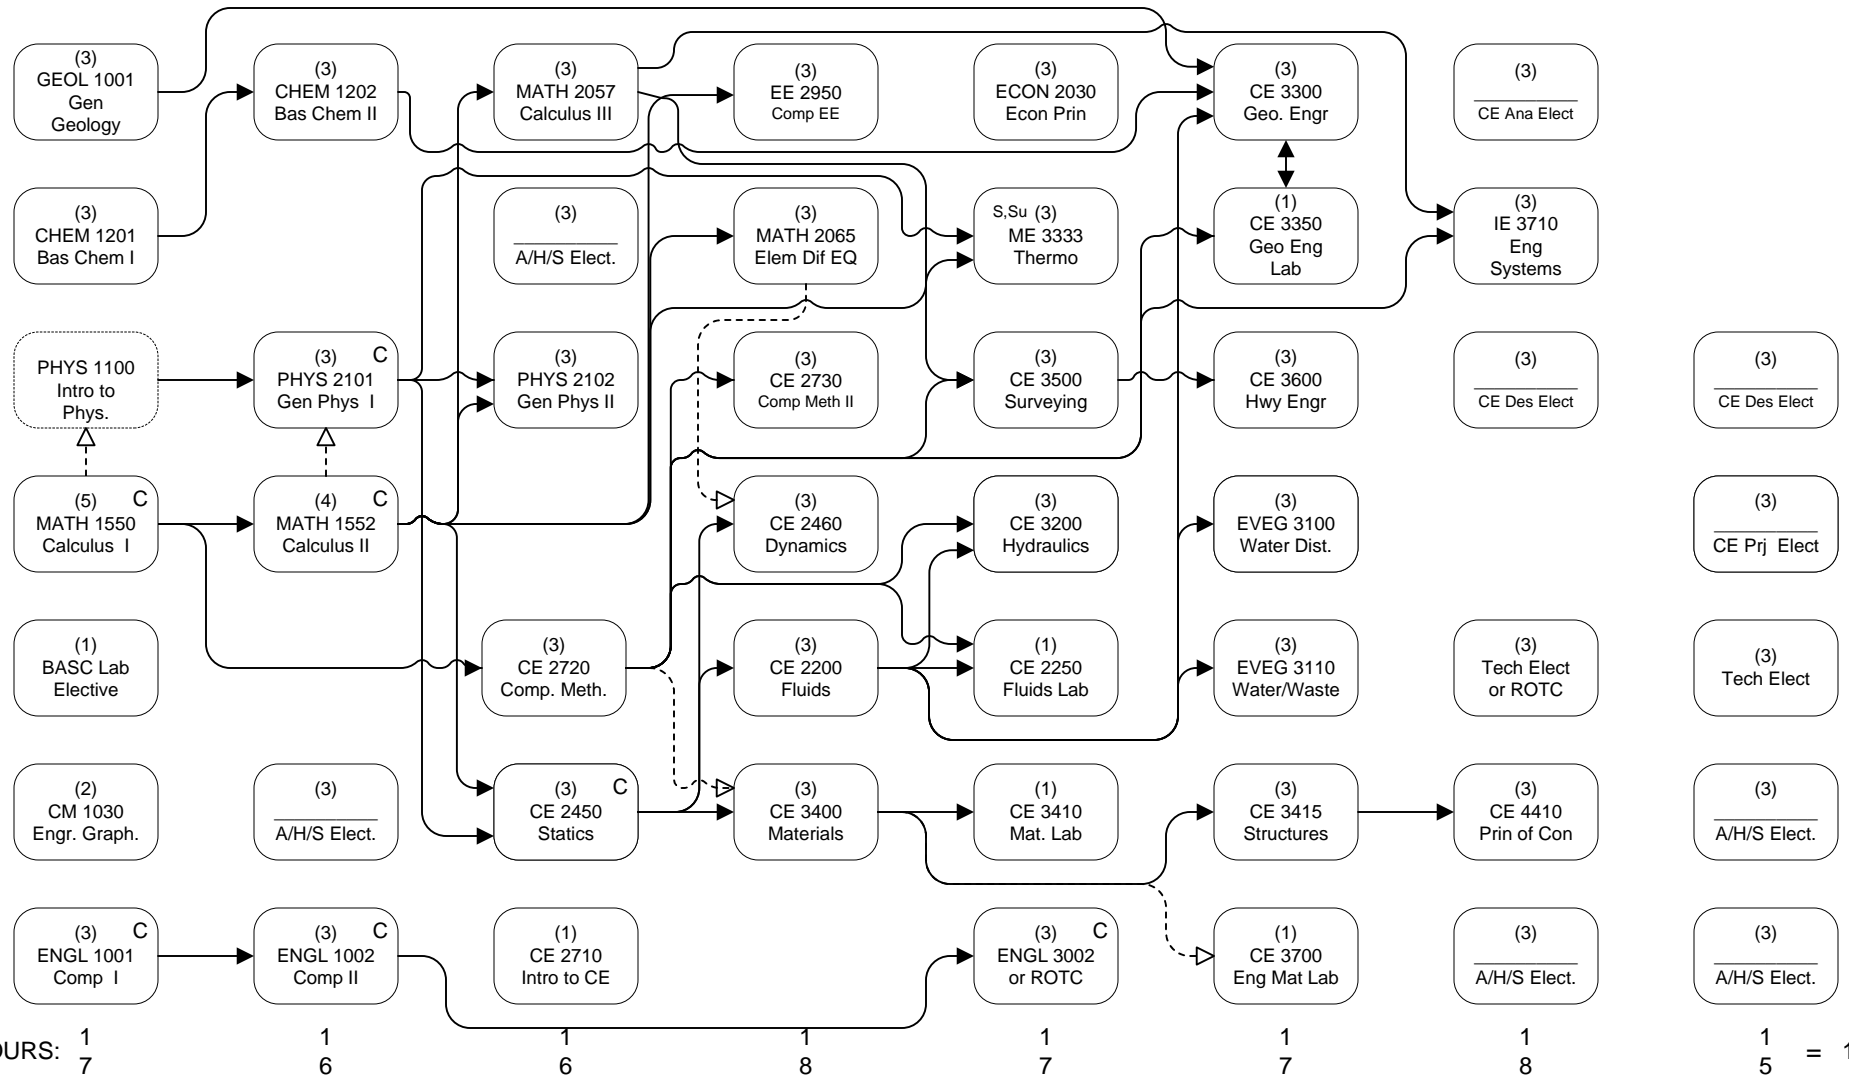 (3)
GEOL 1001
Gen
Geology
(3)
CHEM 1202
Bas Chem II
(3)
MATH 2057
Calculus III
(3)
EE 2950
Comp EE
(3)
ECON 2030
Econ Prin
(3)
CE 3300
Geo. Engr
(3)
CE Ana Elect
(3)
CHEM 1201
Bas Chem I
(3)
A/H/S Elect.
(3)
MATH 2065
Elem Dif EQ
S,Su (3)
ME 3333
Thermo
(1)
CE 3350
Geo Eng
Lab
(3)
IE 3710
Eng
Systems
PHYS 1100
Intro to
Phys.
(3) C
PHYS 2101
Gen Phys I
(3)
PHYS 2102
Gen Phys II
(3)
CE 2730
Comp Meth II
(3)
CE 3500
Surveying
(3)
CE 3600
Hwy Engr
(3)
CE Des Elect
(3)
CE Des Elect
(5) C
MATH 1550
Calculus I
(4) C
MATH 1552
Calculus II
(3)
CE 2460
Dynamics
(3)
CE 3200
Hydraulics
(3)
EVEG 3100
Water Dist.
(3)
CE Prj Elect
(1)
BASC Lab
Elective
(3)
CE 2720
Comp. Meth.
(3)
CE 2200
Fluids
(1)
CE 2250
Fluids Lab
(3)
EVEG 3110
Water/Waste
(3)
Tech Elect
or ROTC
(3)
Tech Elect
(2)
CM 1030
Engr. Graph.
(3)
A/H/S Elect.
(3) C
CE 2450
Statics
(3)
CE 3400
Materials
(1)
CE 3410
Mat. Lab
(3)
CE 3415
Structures
(3)
CE 4410
Prin of Con
(3)
A/H/S Elect.
(3) C
ENGL 1001
Comp I
(3) C
ENGL 1002
Comp II
(1)
CE 2710
Intro to CE
(3) C
ENGL 3002
or ROTC
(1)
CE 3700
Eng Mat Lab
(3)
A/H/S Elect.
(3)
A/H/S Elect.
OURS: 1 1 1 1 1 1 1 1 = 1
7 6 6 8 7 7 8 5